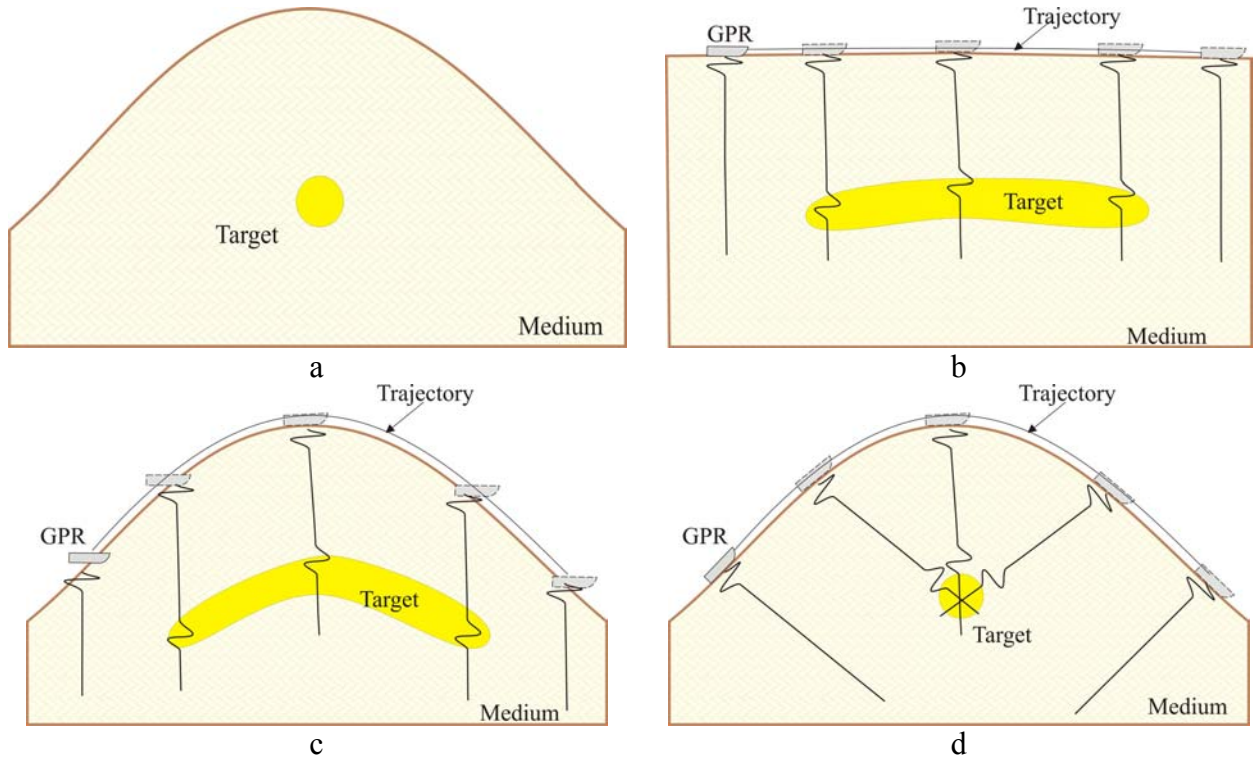 Target
Medium
a
Trajectory
GPR
Target
Medium
b
Trajectory
GPR
Target
Medium
c
Trajectory
GPR
Target
Medium
d